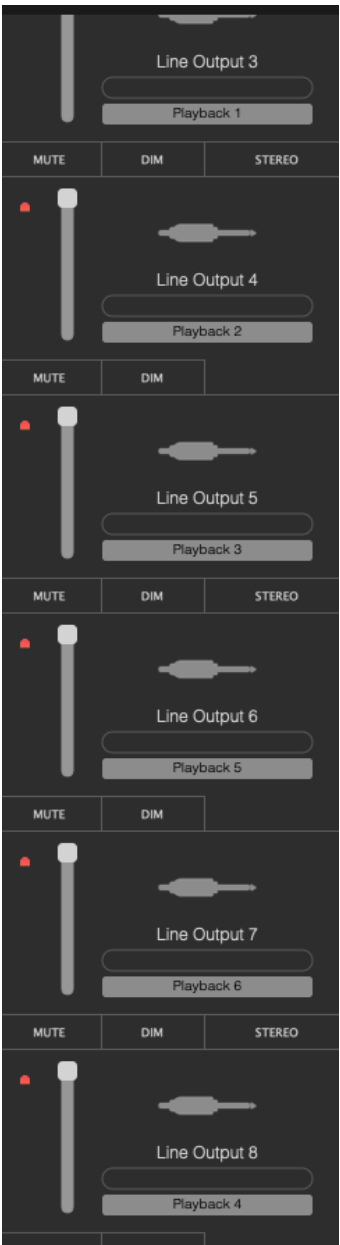 Line Output 3
Playback 1
MUTE DIM STEREO
Line Output 4
Playback 2
MUTE DIM
Line Output 5
Playback 3
MUTE DIM STEREO
Line Output 6
Playback 5
MUTE DIM
Line Output 7
Playback 6
MUTE DIM STEREO
Line Output 8
Playback 4